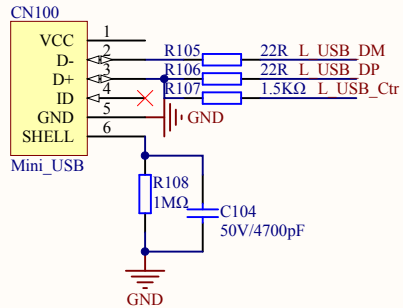 CN100
VCC 1
D- 2 R105 22R L_USB_DM
D+ 3 R106 22R L_USB_DP
ID 4 R107 1.5KΩ L_USB_Ctr
GND 5 GND
SHELL 6
Mini_USB
R108
1MΩ
C104
50V/4700pF
GND